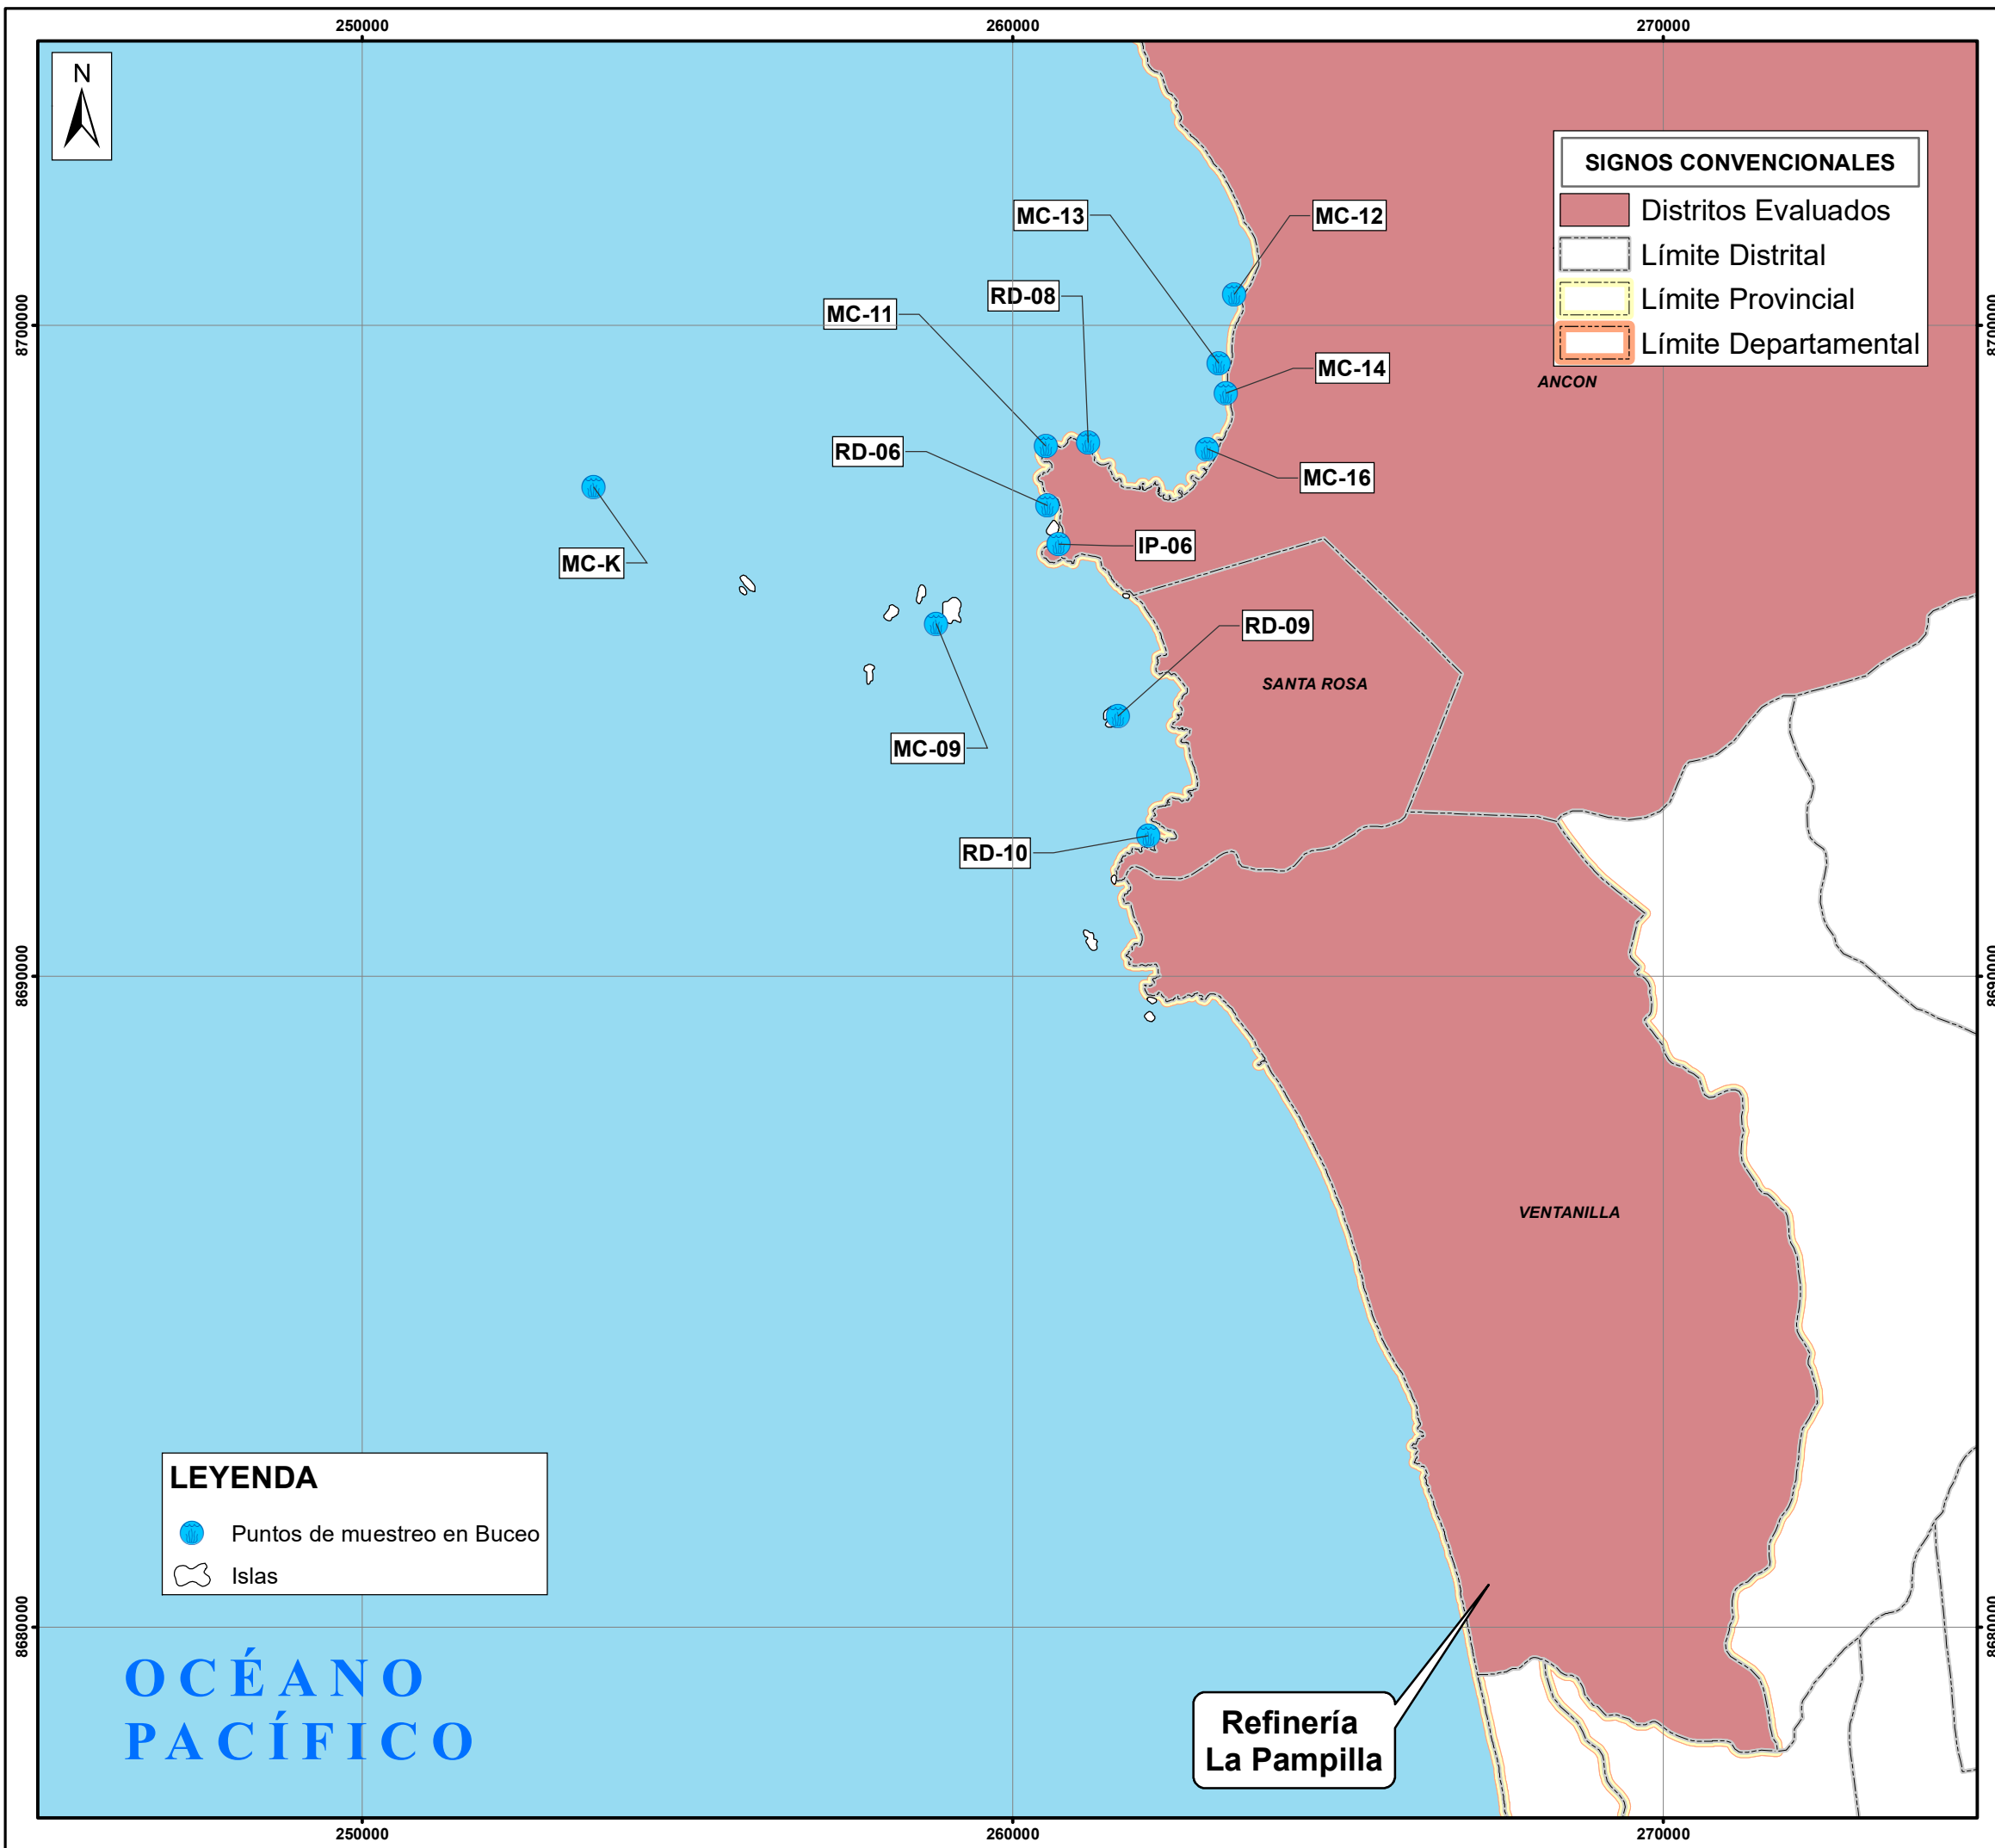 250000
260000
270000
N
SIGNOS CONVENCIONALES
Distritos Evaluados
Límite Distrital
Límite Provincial
Límite Departamental
MC-13
MC-12
RD-08
MC-11
8700000
8700000
MC-14
ANCON
RD-06
MC-16
IP-06
MC-K
RD-09
SANTA ROSA
MC-09
RD-10
8690000
8690000
VENTANILLA
LEYENDA
Puntos de muestreo en Buceo
Islas
8680000
8680000
OCÉANO
PACÍFICO
Refinería
La Pampilla
250000
260000
270000